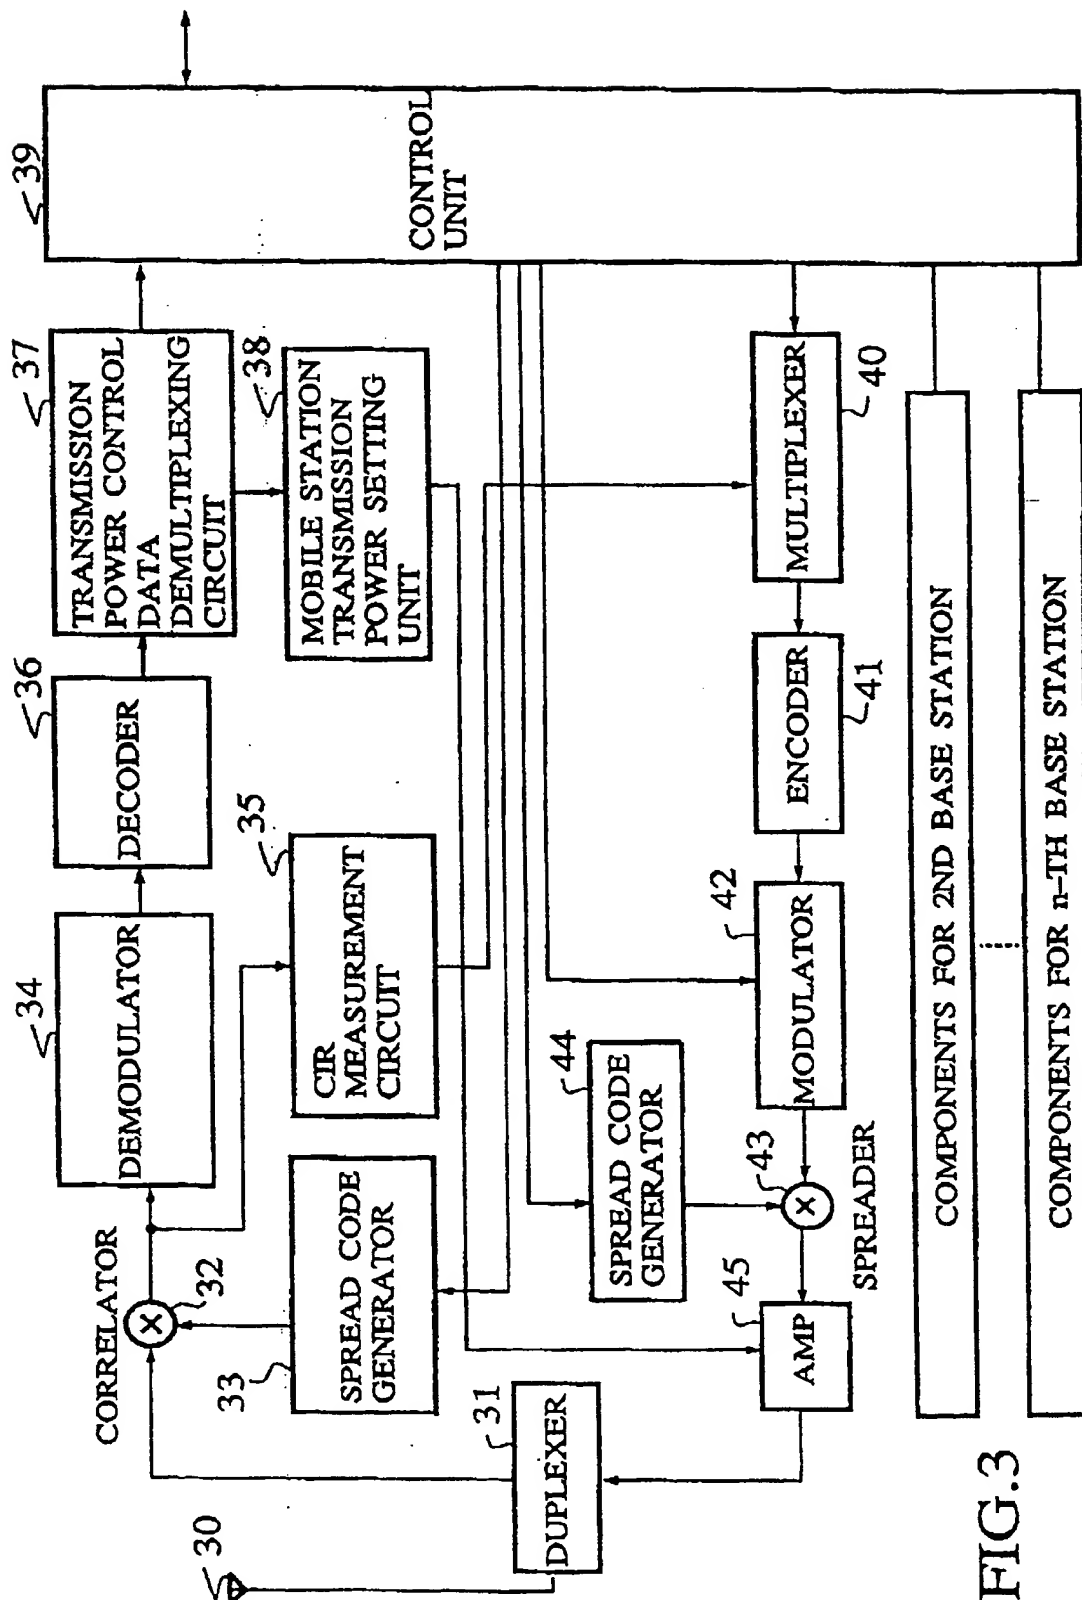 30
31
DUPLEXER
CORRELATOR
32
33
SPREAD CODE
GENERATOR
34
DEMODULATOR
35
CIR
MEASUREMENT
CIRCUIT
36
DECODER
37
TRANSMISSION
POWER CONTROL
DATA
DEMULTIPLEXING
CIRCUIT
38
MOBILE STATION
TRANSMISSION
POWER SETTING
UNIT
39
CONTROL
UNIT
40
MULTIPLEXER
41
ENCODER
42
MODULATOR
43
SPREADER
44
SPREAD CODE
GENERATOR
45
AMP
COMPONENTS FOR 2ND BASE STATION
COMPONENTS FOR n-TH BASE STATION
FIG.3